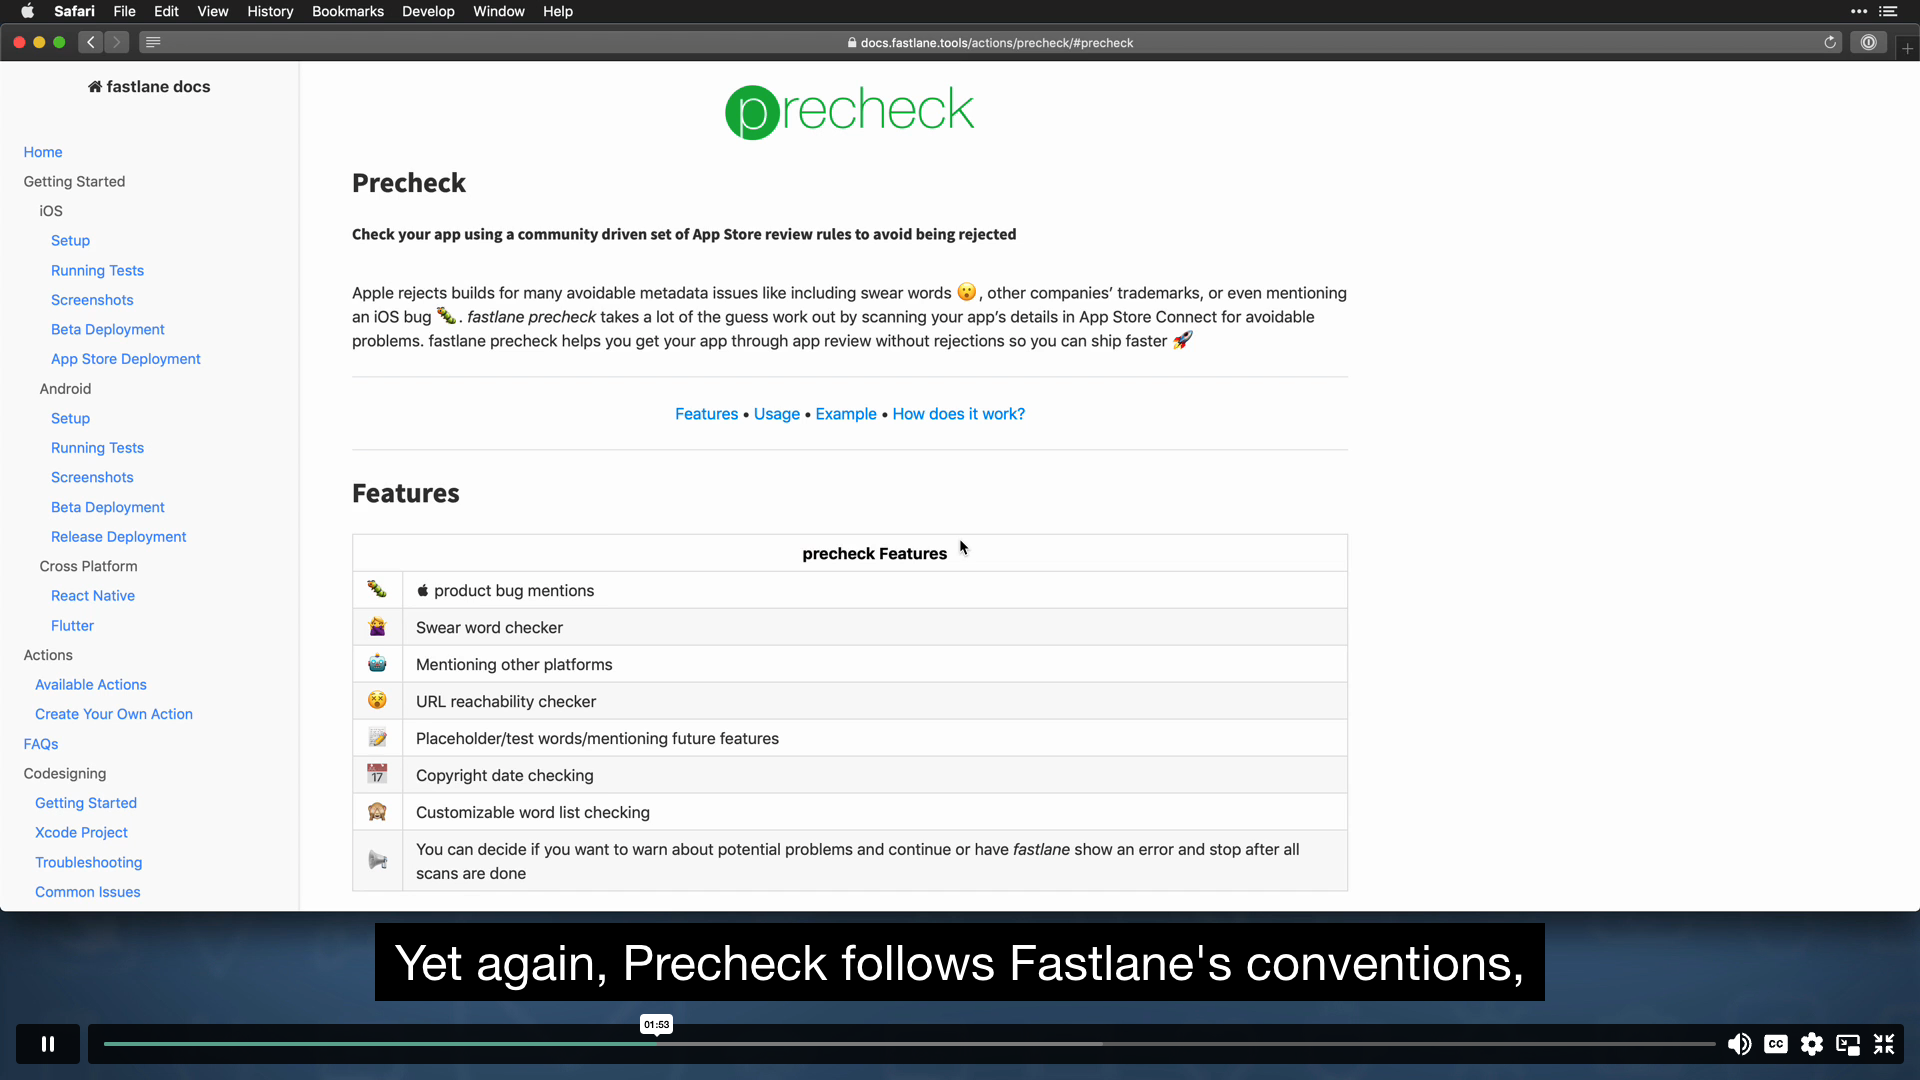 Safari File Edit View History Bookmarks Develop Window Help
docs.fastlane.tools/actions/precheck/#precheck
fastlane docs
Home
Getting Started
iOS
Setup
Running Tests
Screenshots
Beta Deployment
App Store Deployment
Android
Setup
Running Tests
Screenshots
Beta Deployment
Release Deployment
Cross Platform
React Native
Flutter
Actions
Available Actions
Create Your Own Action
FAQs
Codesigning
Getting Started
Xcode Project
Troubleshooting
Common Issues
precheck
Precheck
Check your app using a community driven set of App Store review rules to avoid being rejected
Apple rejects builds for many avoidable metadata issues like including swear words 😮, other companies’ trademarks, or even mentioning
an iOS bug 🐛. fastlane precheck takes a lot of the guess work out by scanning your app’s details in App Store Connect for avoidable
problems. fastlane precheck helps you get your app through app review without rejections so you can ship faster 🚀
Features • Usage • Example • How does it work?
Features
precheck Features
product bug mentions
Swear word checker
Mentioning other platforms
URL reachability checker
Placeholder/test words/mentioning future features
17 Copyright date checking
Customizable word list checking
You can decide if you want to warn about potential problems and continue or have fastlane show an error and stop after all
scans are done
Yet again, Precheck follows Fastlane's conventions,
01:53
CC